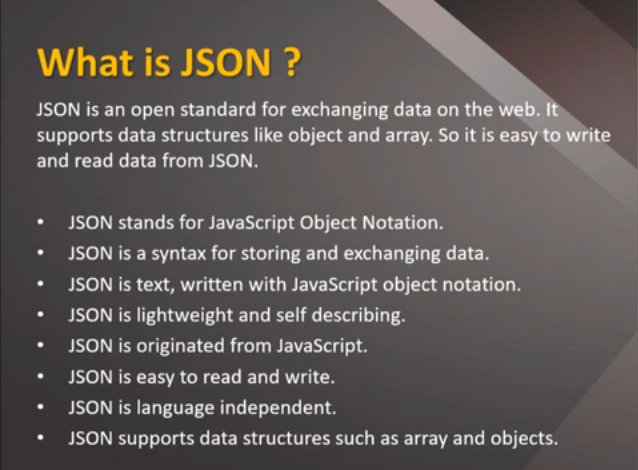 What is JSON ?
JSON is an open standard for exchanging data on the web. It
supports data structures like object and array. So it is easy to write
and read data from JSON.
• JSON stands for JavaScript Object Notation.
• JSON is a syntax for storing and exchanging data.
• JSON is text, written with JavaScript object notation.
• JSON is lightweight and self describing.
• JSON is originated from JavaScript.
• JSON is easy to read and write.
• JSON is language independent.
• JSON supports data structures such as array and objects.